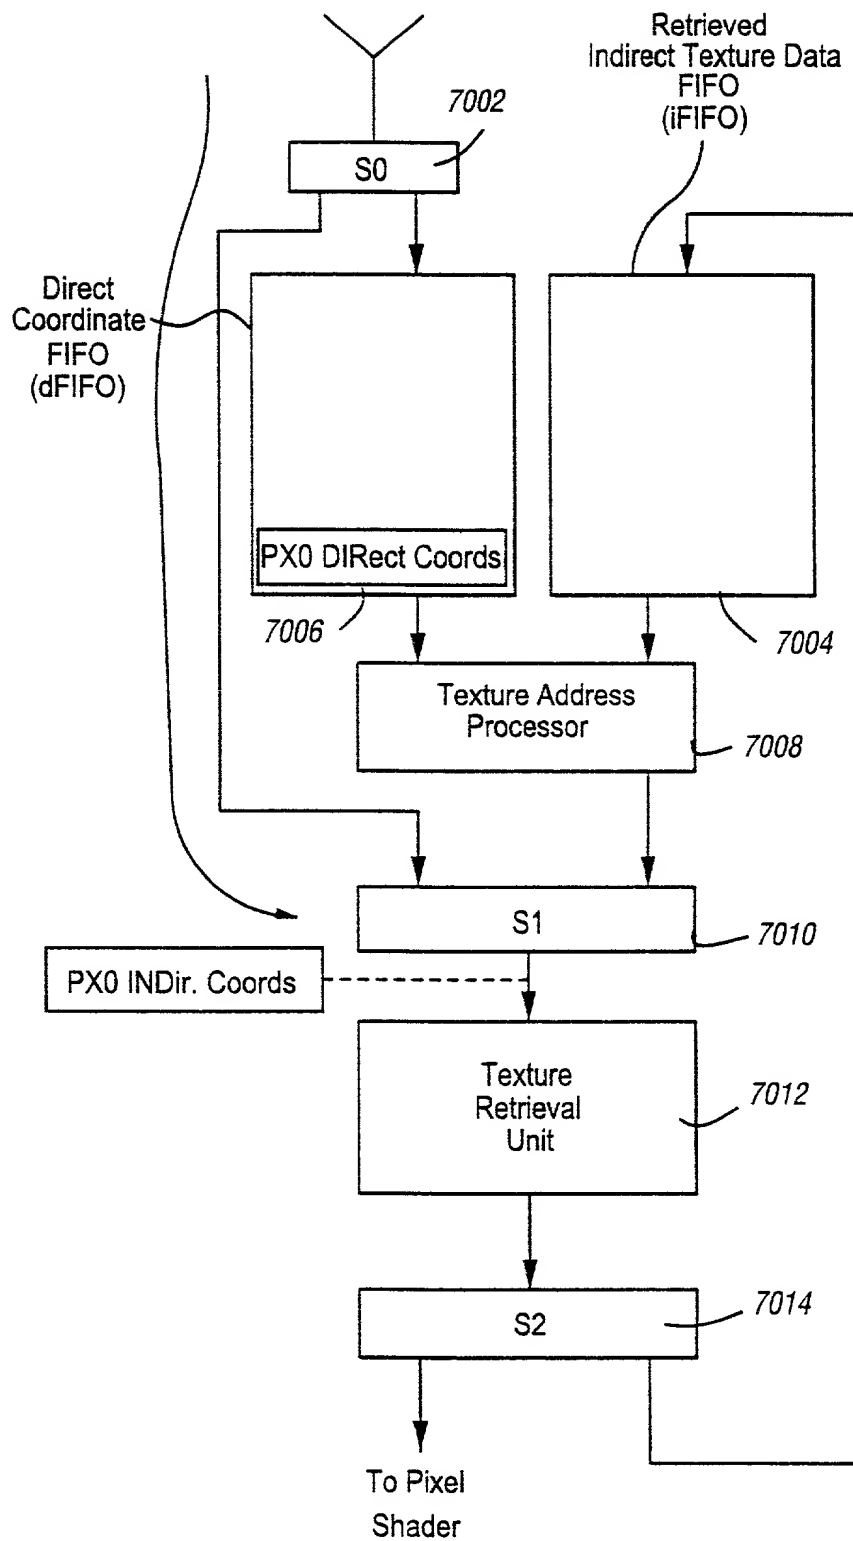 Retrieved
Indirect Texture Data
FIFO
(iFIFO)
7002
S0
Direct
Coordinate
FIFO
(dFIFO)
PX0 DIRect Coords
7006
7004
Texture Address
Processor
7008
S1
7010
PX0 INDir. Coords
Texture
Retrieval
Unit
7012
S2
7014
To Pixel
Shader